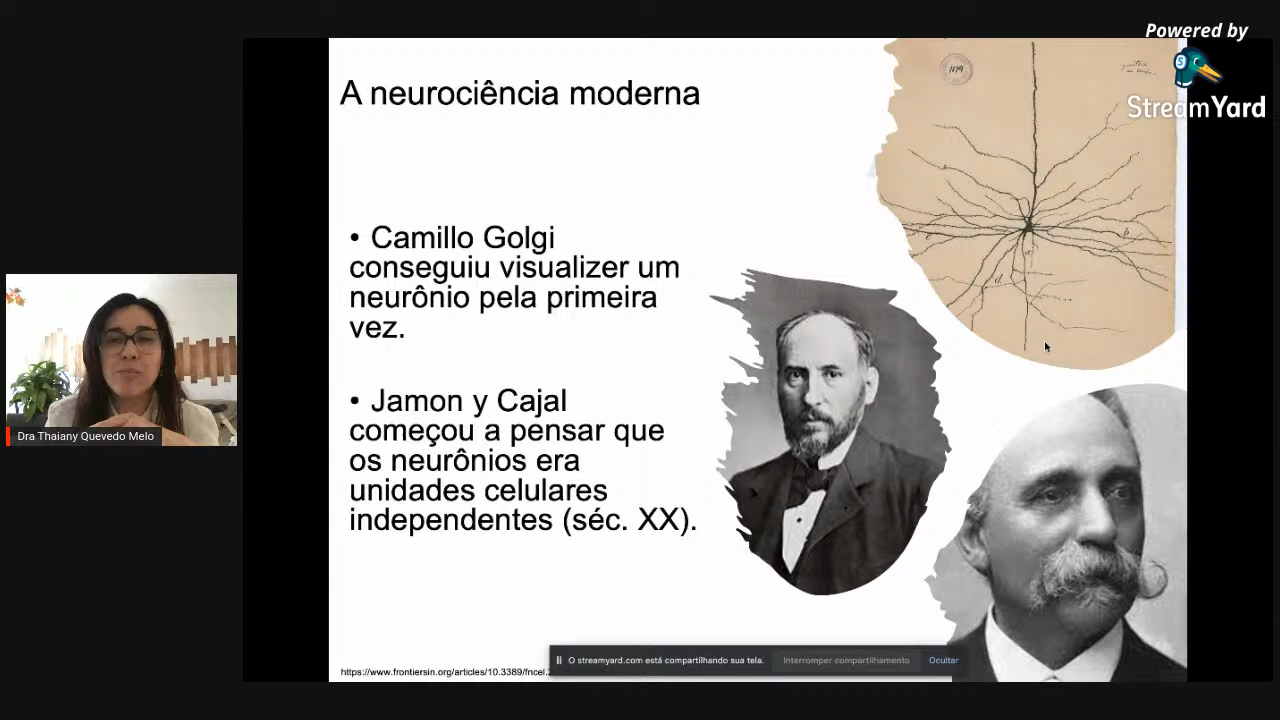 Powered by
StreamYard
A neurociência moderna
• Camillo Golgi
conseguiu visualizer um
neurônio pela primeira
vez.
• Jamon y Cajal
começou a pensar que
os neurônios era
unidades celulares
independentes (séc. XX).
Dra Thaiany Quevedo Melo
O streamyard.com está compartilhando sua tela.
Interromper compartilhamento
Ocultar
https://www.frontiersin.org/articles/10.3389/fncel.